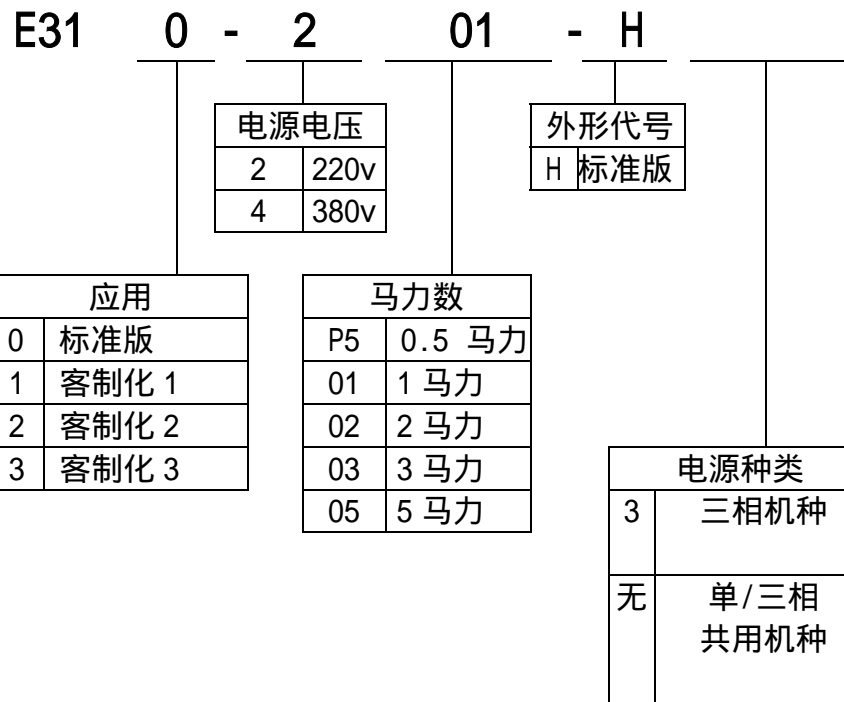 E31 0 - 2 01 - H
电源电压
2 220v
4 380v
外形代号
H 标准版
应用
0 标准版
1 客制化 1
2 客制化 2
3 客制化 3
马力数
P5 0.5 马力
01 1 马力
02 2 马力
03 3 马力
05 5 马力
电源种类
3 三相机种
无 单/三相
共用机种